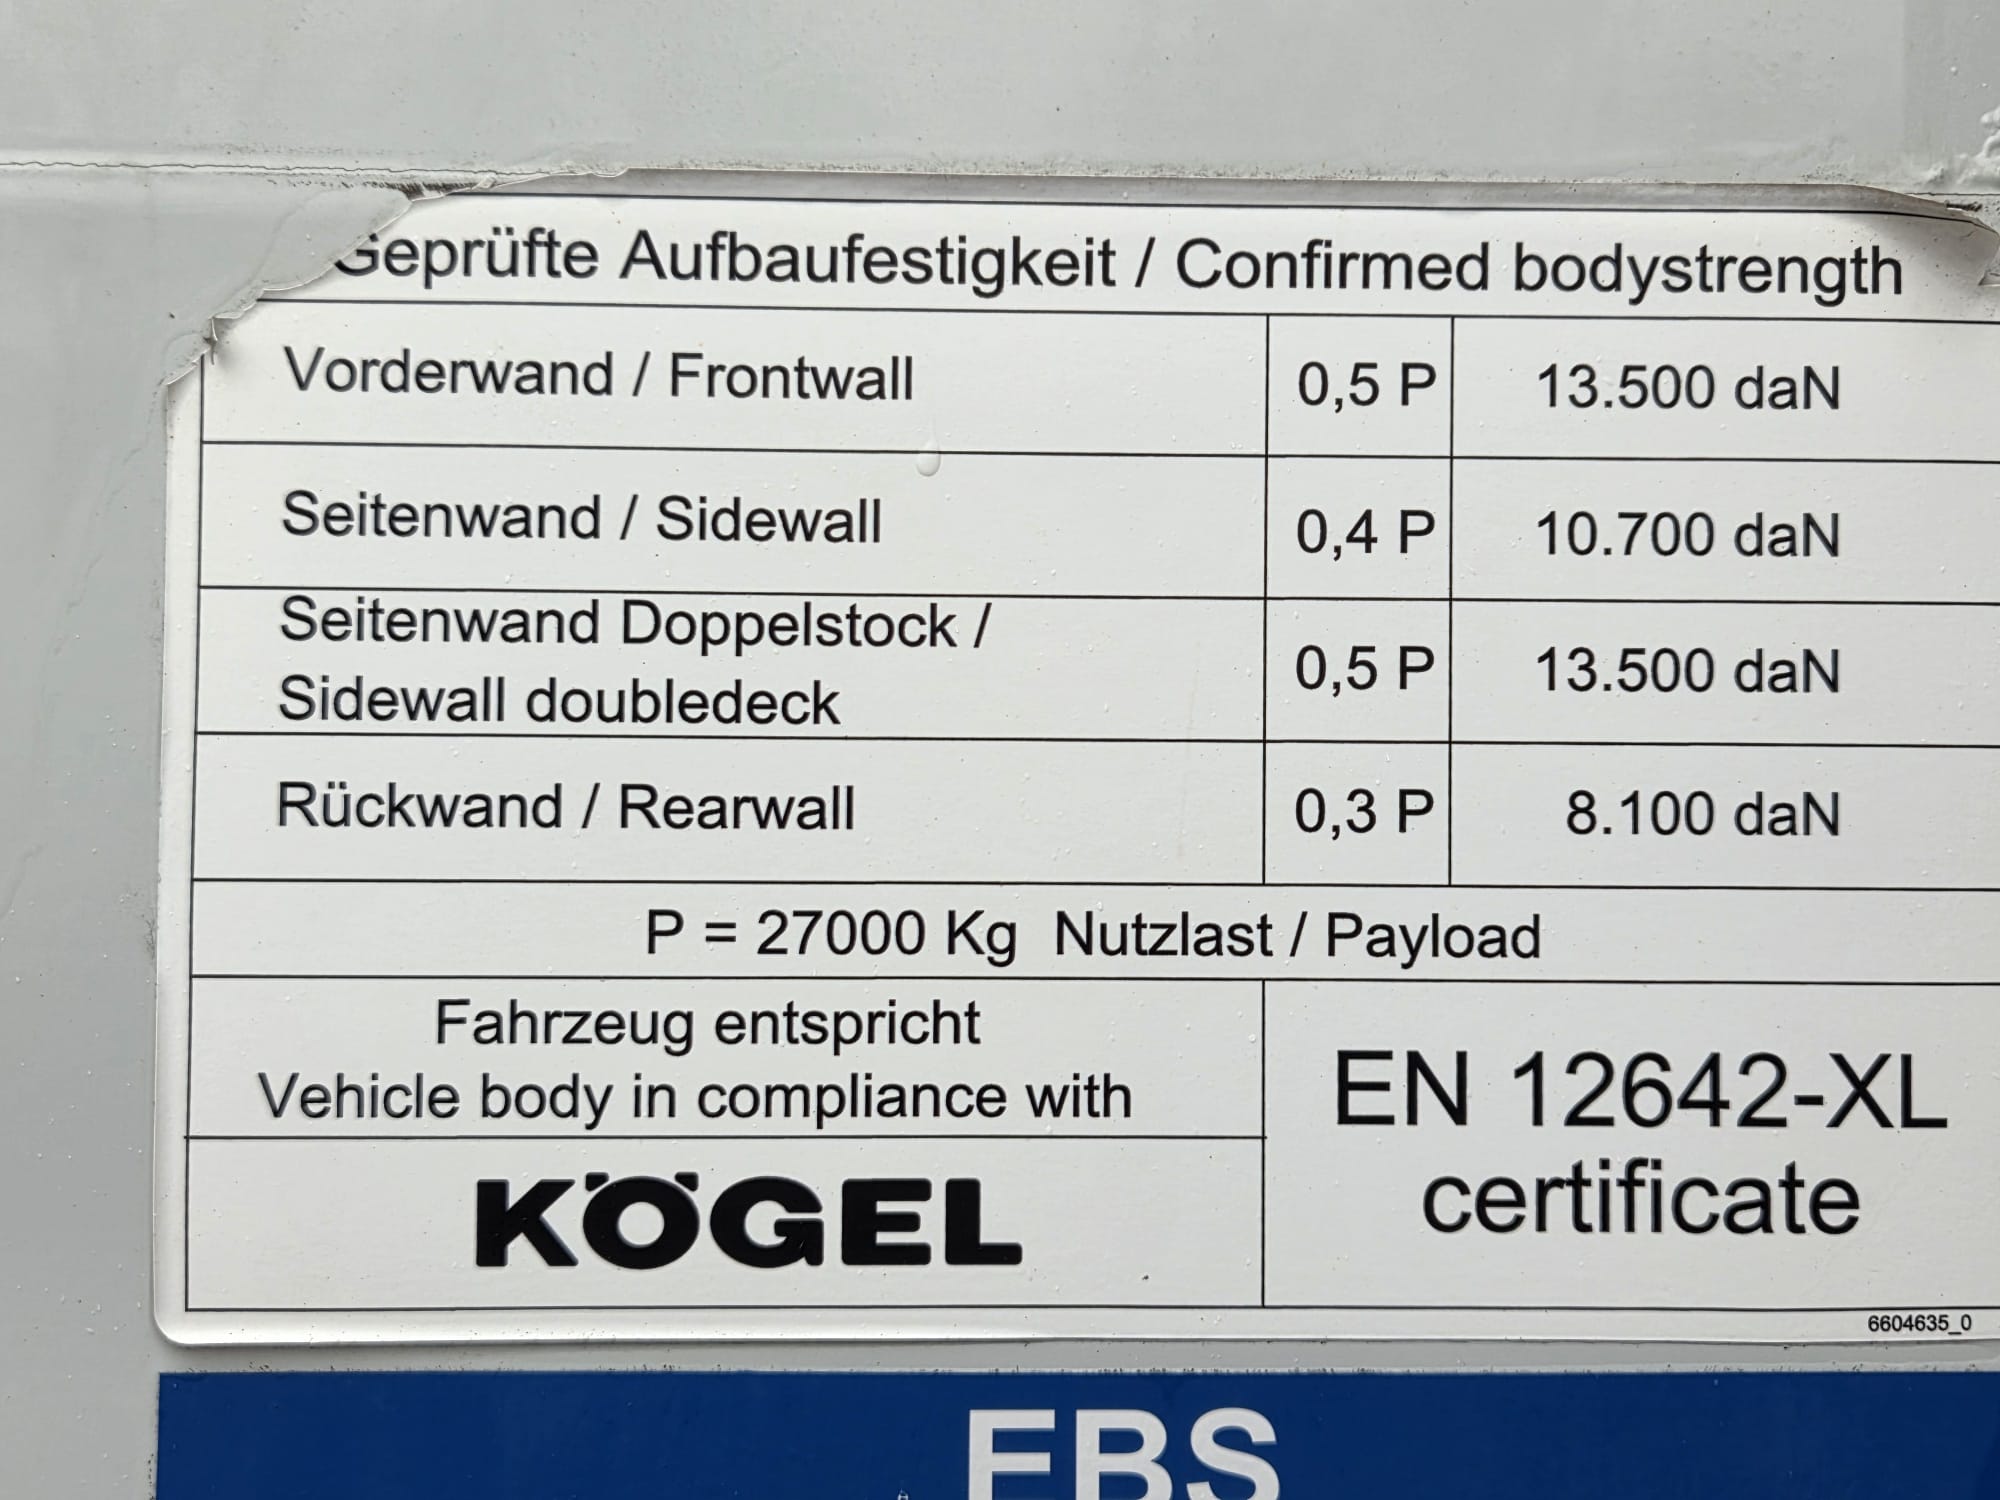 Geprüfte Aufbaufestigkeit / Confirmed bodystrength
Vorderwand / Frontwall 0,5 P 13.500 daN
Seitenwand / Sidewall 0,4 P 10.700 daN
Seitenwand Doppelstock /
Sidewall doubledeck 0,5 P 13.500 daN
Rückwand / Rearwall 0,3 P 8.100 daN
P = 27000 Kg Nutzlast / Payload
Fahrzeug entspricht
Vehicle body in compliance with
EN 12642-XL
certificate
KÖGEL
6604635_0
EBS